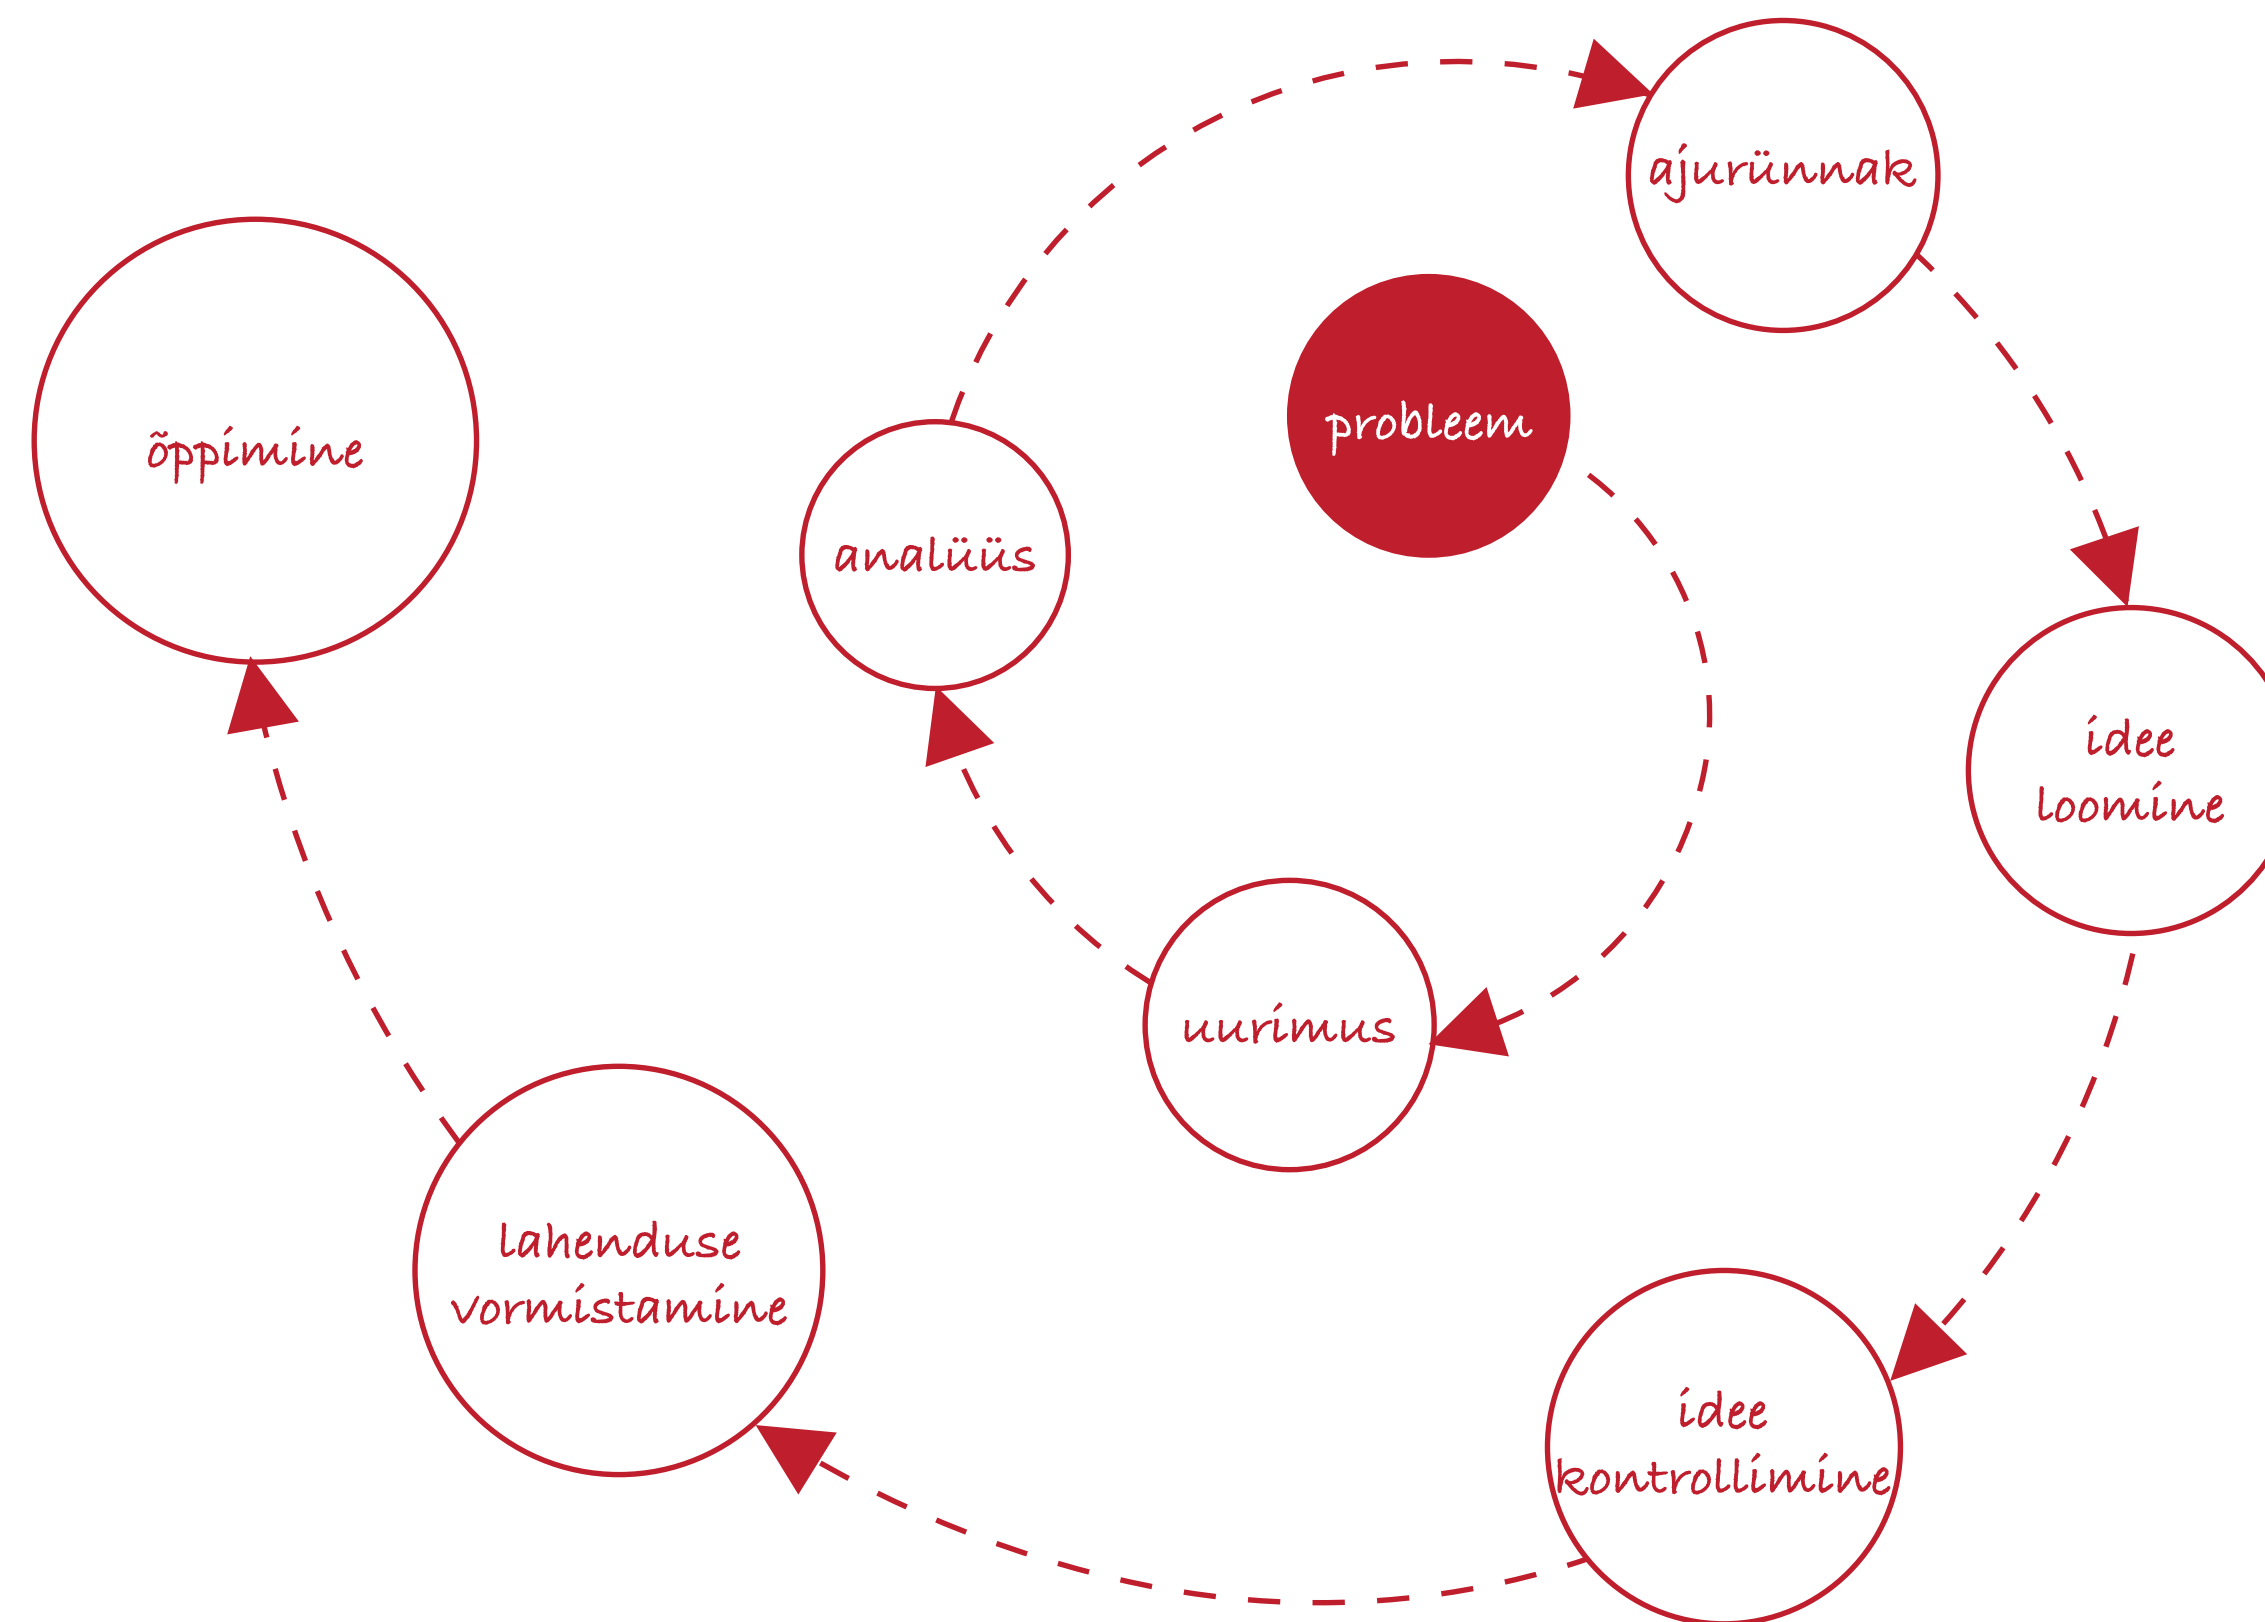 probleem
uurimus
analüüs
ajurünnak
idee
loomine
idee
kontrollimine
lahenduse
vormistamine
õppimine